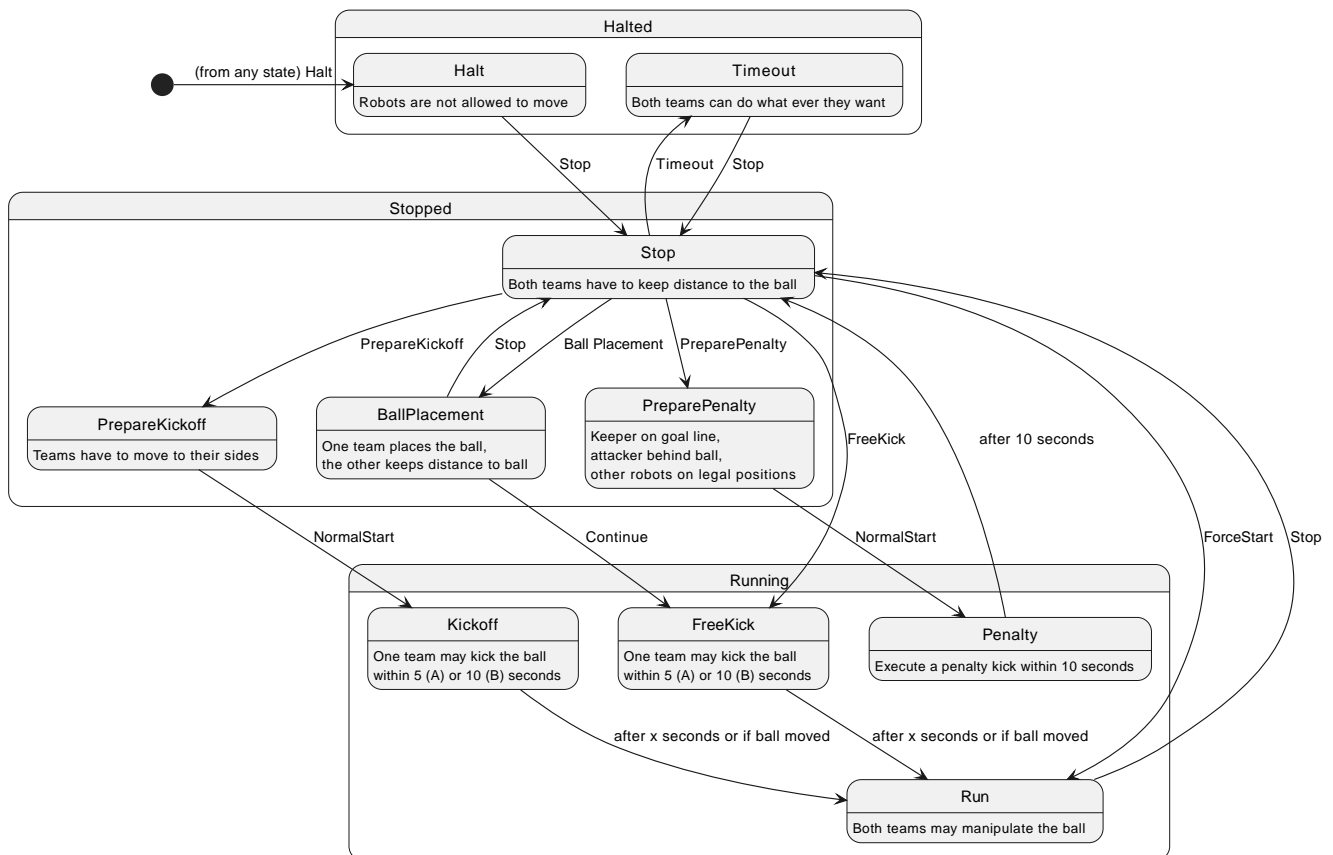 Halted
Halt
Robots are not allowed to move
Timeout
Both teams can do what ever they want
(from any state) Halt
Stop
Timeout
Stop
Stopped
Stop
Both teams have to keep distance to the ball
PrepareKickoff
Stop
Ball Placement
PreparePenalty
PrepareKickoff
Teams have to move to their sides
BallPlacement
One team places the ball,
the other keeps distance to ball
PreparePenalty
Keeper on goal line,
attacker behind ball,
other robots on legal positions
FreeKick
after 10 seconds
NormalStart
Continue
NormalStart
ForceStart
Stop
Running
Kickoff
One team may kick the ball
within 5 (A) or 10 (B) seconds
FreeKick
One team may kick the ball
within 5 (A) or 10 (B) seconds
Penalty
Execute a penalty kick within 10 seconds
after x seconds or if ball moved
after x seconds or if ball moved
Run
Both teams may manipulate the ball